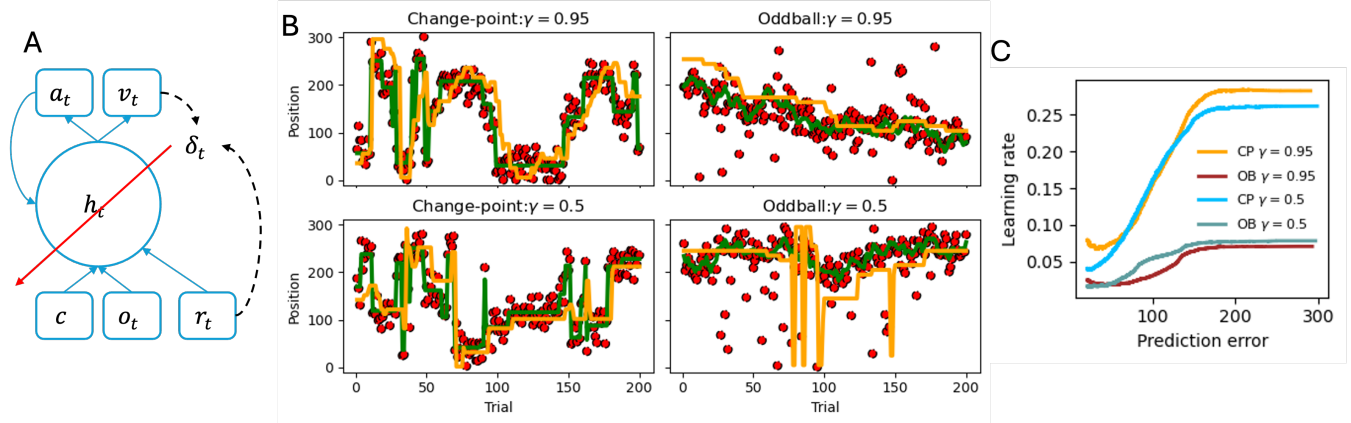 A
a_t
v_t
δ_t
h_t
c
o_t
r_t
B
Change-point:γ = 0.95
Oddball:γ = 0.95
Position
300
200
100
0
Change-point:γ = 0.5
Oddball:γ = 0.5
Position
300
200
100
0
0 50 100 150 200
0 50 100 150 200
Trial
Trial
C
Learning rate
0.25
0.20
0.15
0.10
0.05
CP γ = 0.95
OB γ = 0.95
CP γ = 0.5
OB γ = 0.5
100 200 300
Prediction error